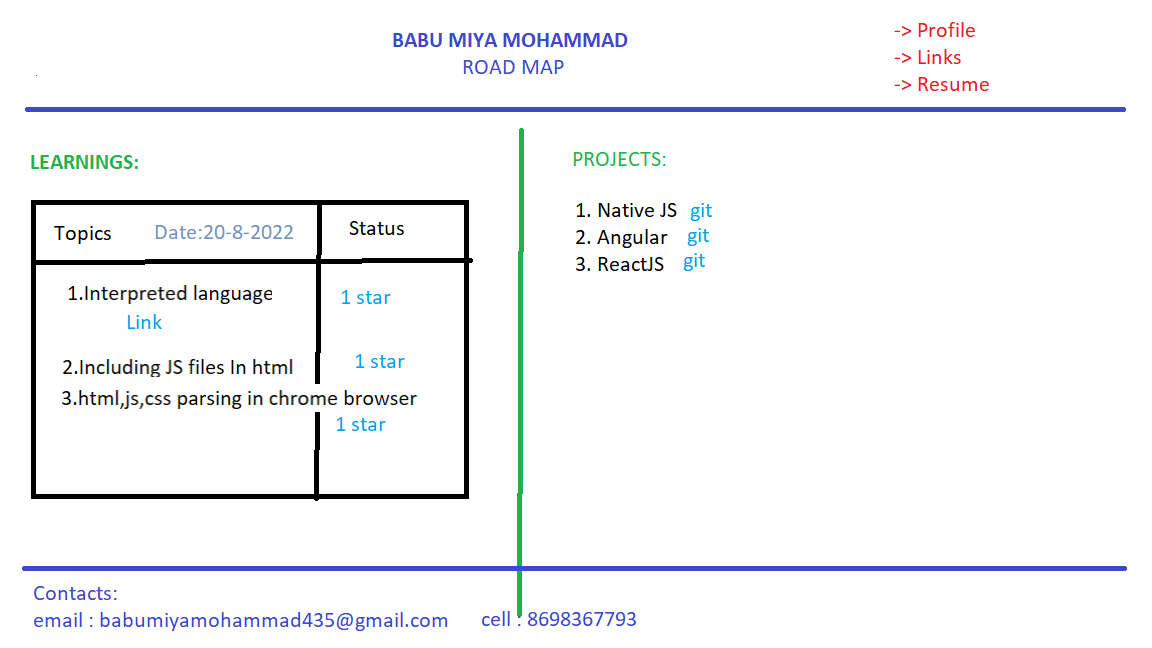 BABU MIYA MOHAMMAD
ROAD MAP
-> Profile
-> Links
-> Resume
LEARNINGS:
Topics Date:20-8-2022 Status
1.Interpreted language 1 star
Link
2.Including JS files In html 1 star
3.html,js,css parsing in chrome browser
1 star
PROJECTS:
1. Native JS git
2. Angular git
3. ReactJS git
Contacts:
email : babumiyamohammad435@gmail.com cell : 8698367793